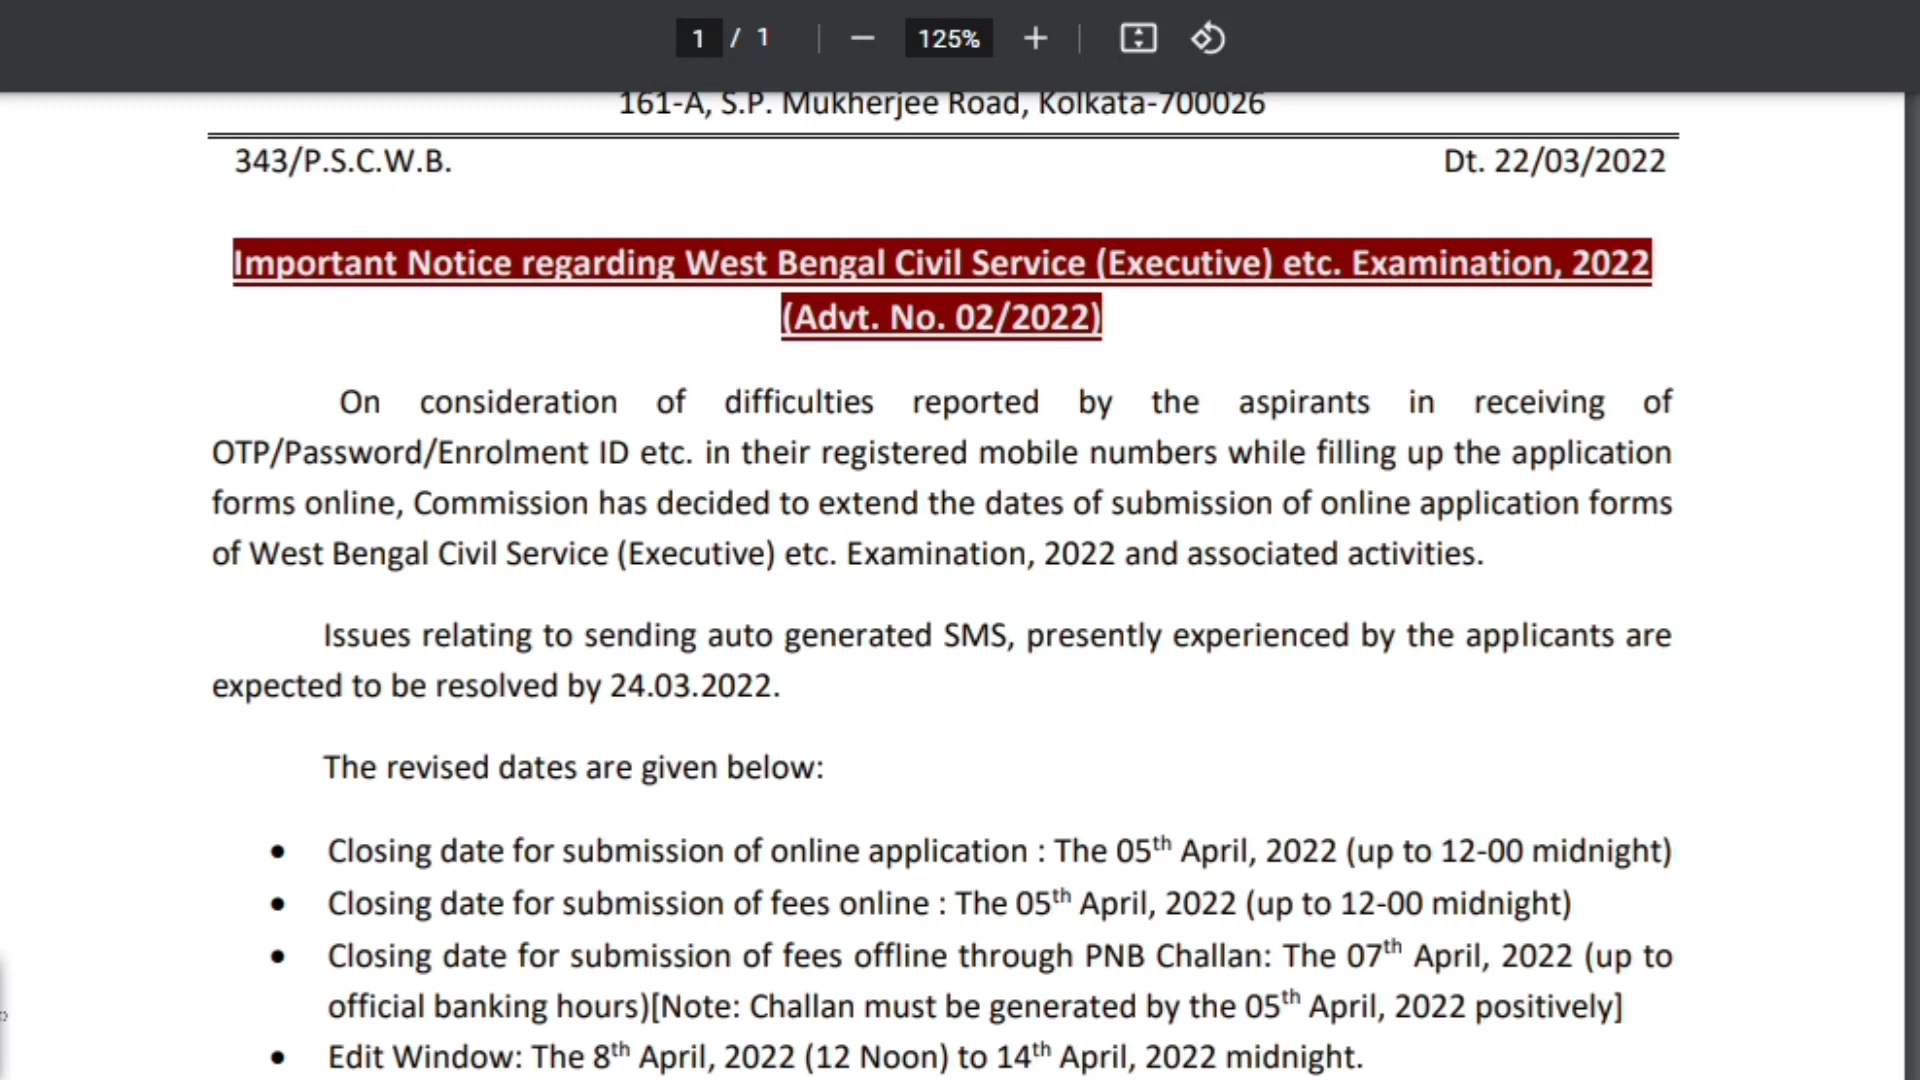 1 / 1 125%
161-A, S.P. Mukherjee Road, Kolkata-700026
343/P.S.C.W.B. Dt. 22/03/2022
Important Notice regarding West Bengal Civil Service (Executive) etc. Examination, 2022
(Advt. No. 02/2022)
On consideration of difficulties reported by the aspirants in receiving of
OTP/Password/Enrolment ID etc. in their registered mobile numbers while filling up the application
forms online, Commission has decided to extend the dates of submission of online application forms
of West Bengal Civil Service (Executive) etc. Examination, 2022 and associated activities.
Issues relating to sending auto generated SMS, presently experienced by the applicants are
expected to be resolved by 24.03.2022.
The revised dates are given below:
• Closing date for submission of online application : The 05th April, 2022 (up to 12-00 midnight)
• Closing date for submission of fees online : The 05th April, 2022 (up to 12-00 midnight)
• Closing date for submission of fees offline through PNB Challan: The 07th April, 2022 (up to
official banking hours)[Note: Challan must be generated by the 05th April, 2022 positively]
• Edit Window: The 8th April, 2022 (12 Noon) to 14th April, 2022 midnight.